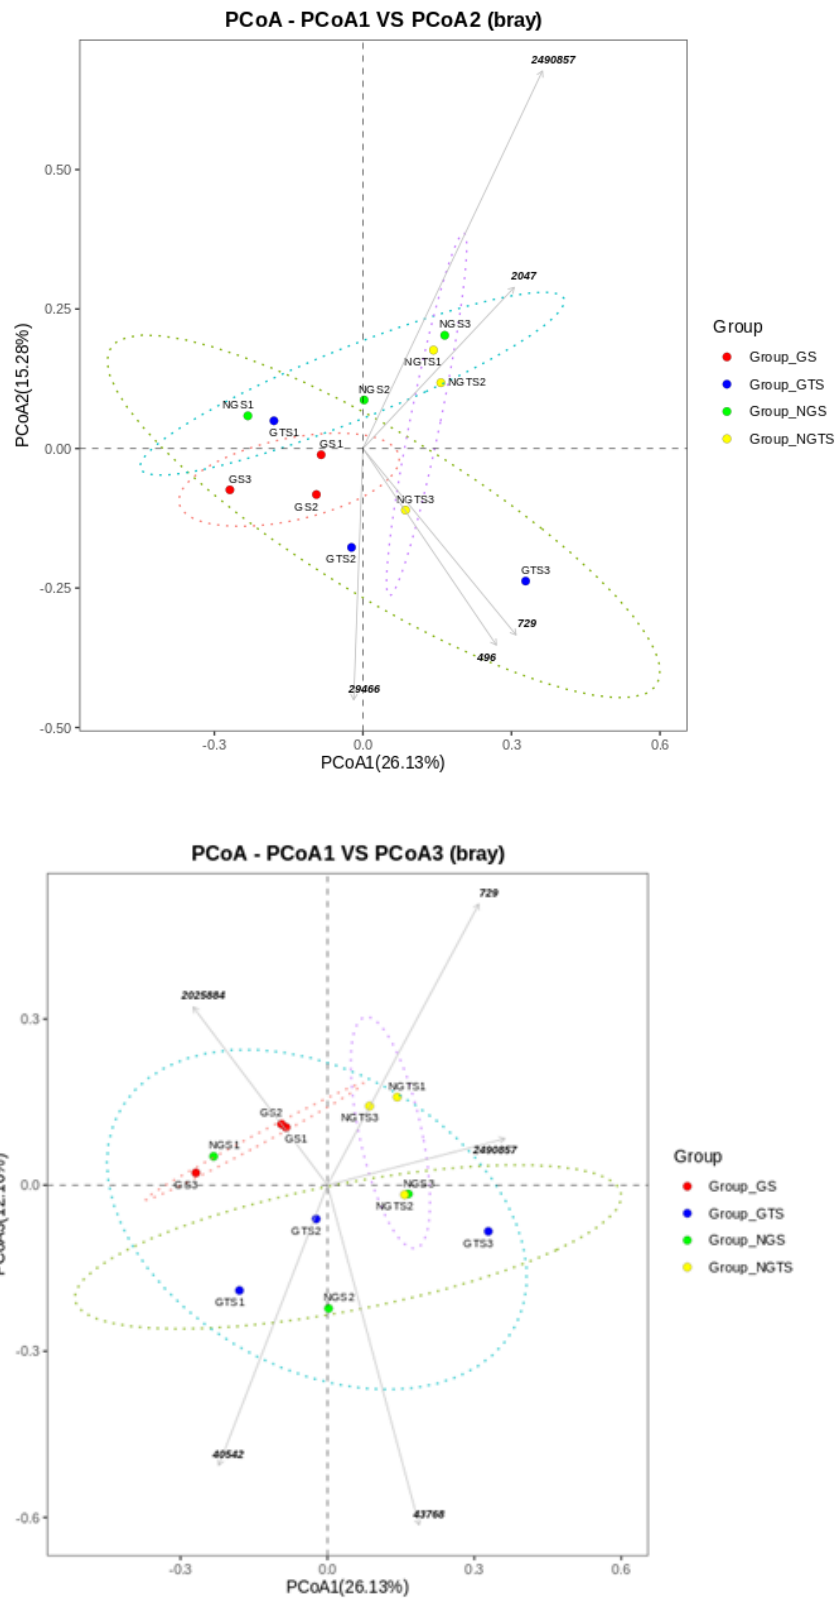 PCoA - PCoA1 VS PCoA2 (bray)
2490857
0.50
2047
0.25
NGS3
Group
NGTS1
Group_GS
NGS2
NGTS2
Group_GTS
NGS1
Group_NGS
GTS1
Group_NGTS
PCoA2(15.28%)
GS1
0.00
GS3
NGTS3
GS2
GTS2
GTS3
-0.25
729
496
29466
-0.50
-0.3
0.0
0.3
0.6
PCoA1(26.13%)
PCoA - PCoA1 VS PCoA3 (bray)
729
2025884
0.3
NGTS1
GS2
NGTS3
GS1
NGS1
2490857
Group
GS3
NGS3
0.0
Group_GS
NGTS2
Group_GTS
GTS2
GTS3
Group_NGS
Group_NGTS
GTS1
NGS2
-0.3
40542
43768
-0.6
-0.3
0.0
0.3
0.6
PCoA1(26.13%)